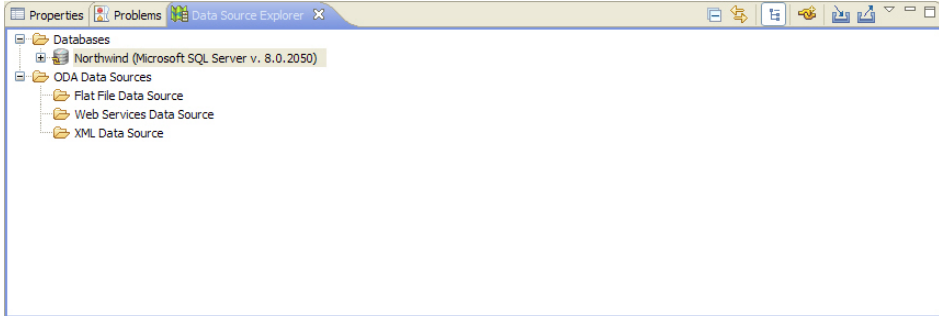 Properties Problems Data Source Explorer
Databases
Northwind (Microsoft SQL Server v. 8.0.2050)
ODA Data Sources
Flat File Data Source
Web Services Data Source
XML Data Source